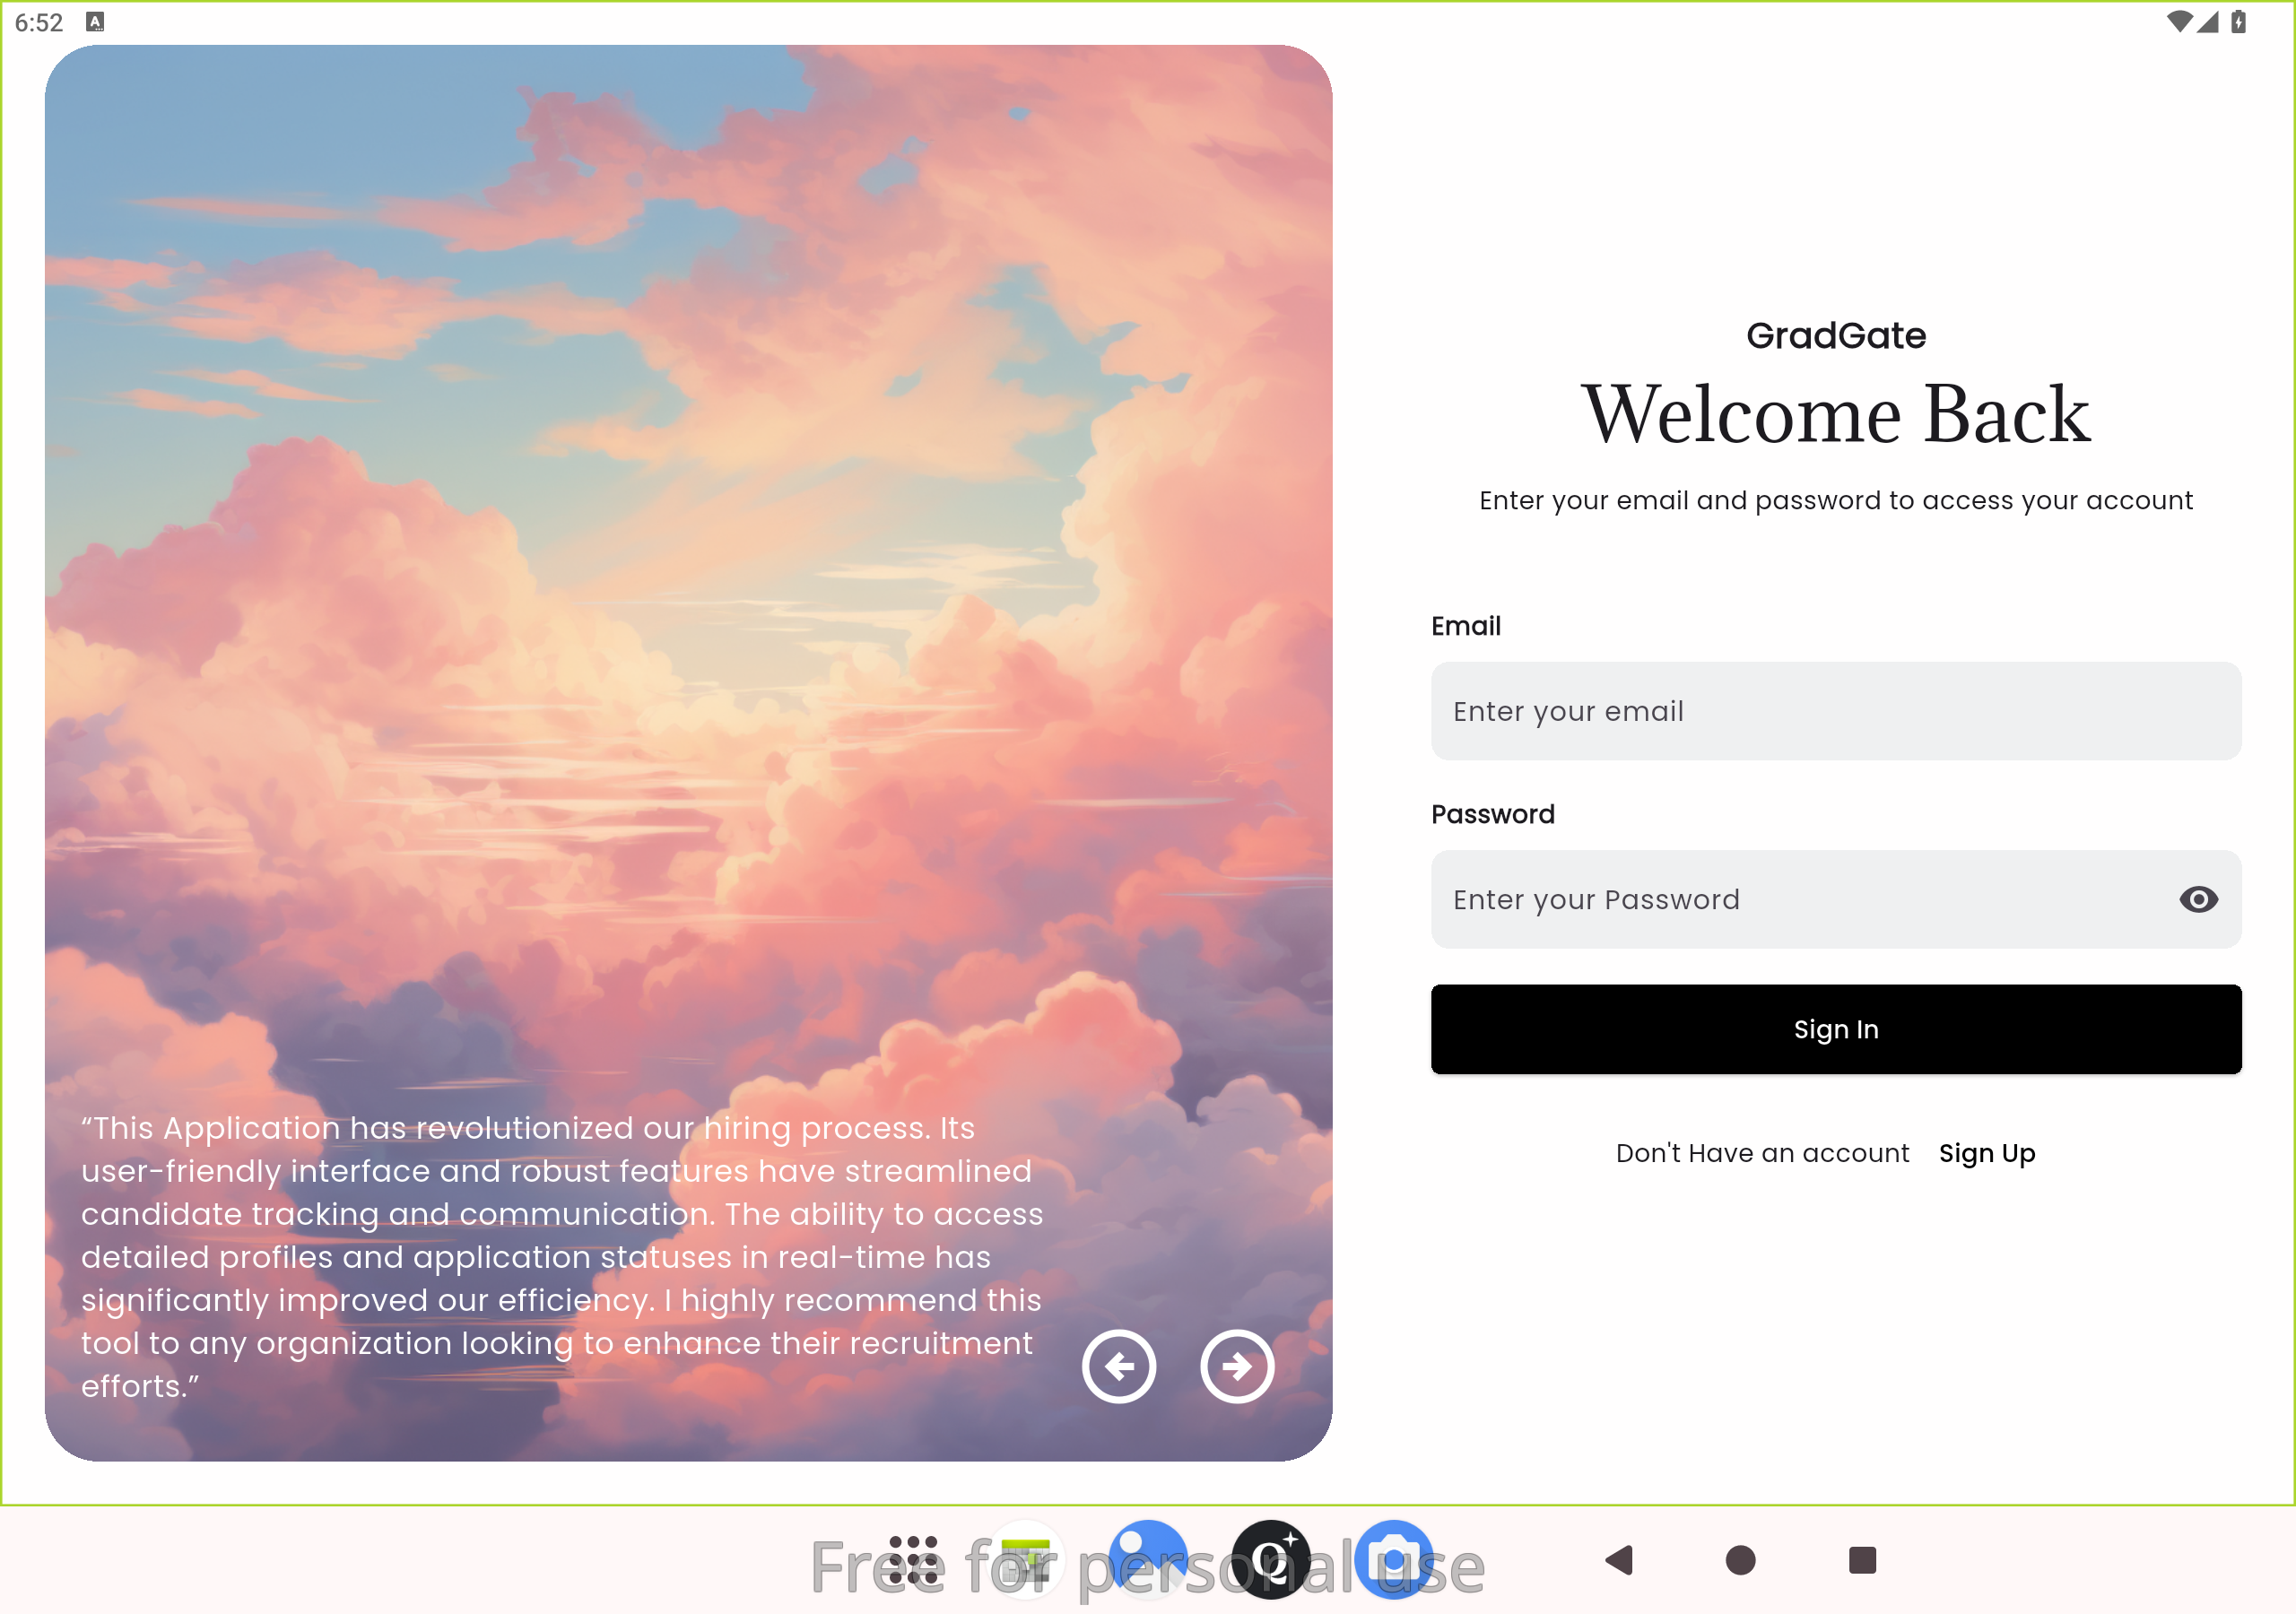 6:52
“This Application has revolutionized our hiring process. Its
user-friendly interface and robust features have streamlined
candidate tracking and communication. The ability to access
detailed profiles and application statuses in real-time has
significantly improved our efficiency. I highly recommend this
tool to any organization looking to enhance their recruitment
efforts.”
GradGate
Welcome Back
Enter your email and password to access your account
Email
Enter your email
Password
Enter your Password
Sign In
Don't Have an account Sign Up
Free for personal use